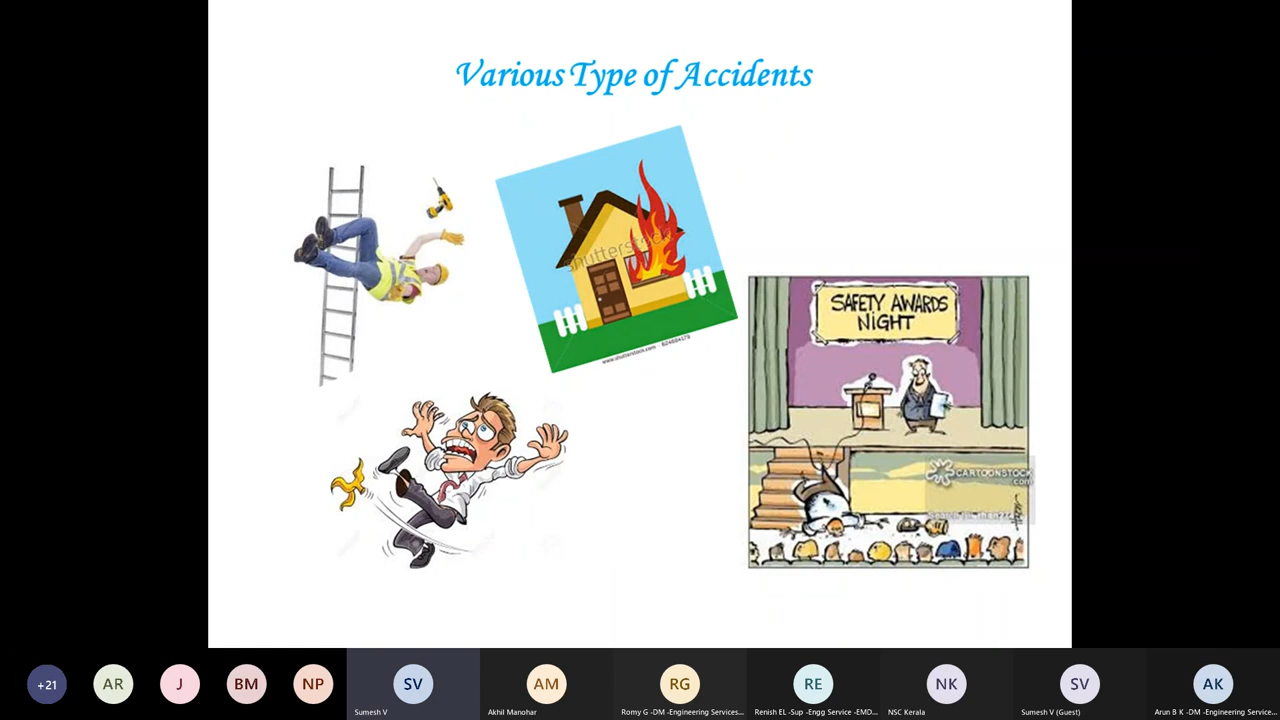 Various Type of Accidents
shutterstock
www.shutterstock.com · 624684175
SAFETY AWARDS
NIGHT
CARTOONSTOCK
.com
+21
AR
J
BM
NP
SV
AM
RG
RE
NK
SV
AK
Sumesh V
Akhil Manohar
Romy G -DM -Engineering Services...
Renish EL -Sup -Engg Service -EMD...
NSC Kerala
Sumesh V (Guest)
Arun B K -DM -Engineering Service...